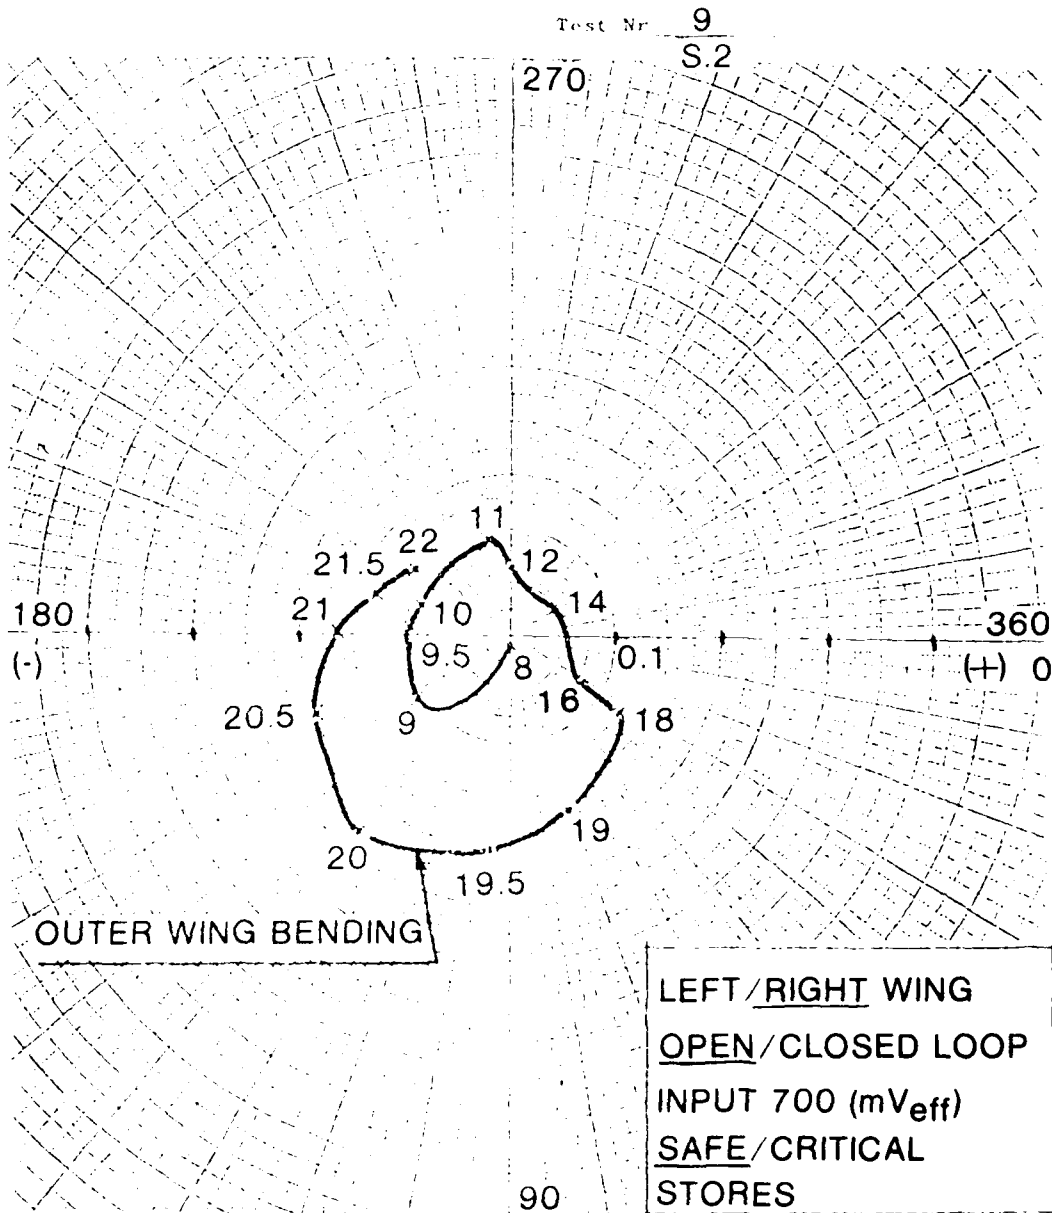 Test Nr 9
S.2
270
11
22
12
21.5
14
10
21
180
360
9.5
8
0.1
(-)
(+) 0
16
9
20.5
18
19
20
19.5
OUTER WING BENDING
LEFT/RIGHT WING
OPEN/CLOSED LOOP
INPUT 700 (mVeff)
SAFE/CRITICAL
STORES
90